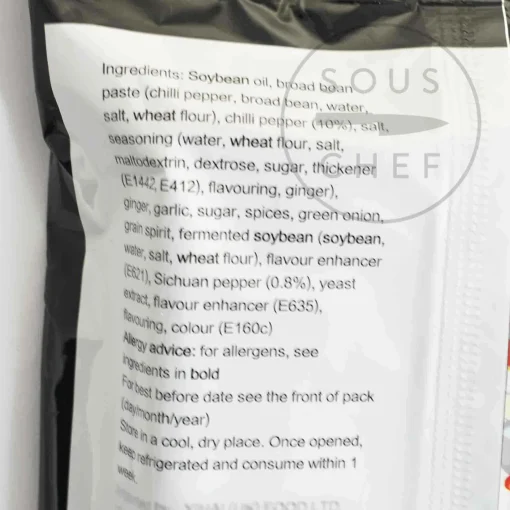 Ingredients: Soybean oil, broad bean
paste (chilli pepper, broad bean, water,
salt, wheat flour), chilli pepper (10%), salt,
seasoning (water, wheat flour, salt,
maltodextrin, dextrose, sugar, thickener
(E1442, E412), flavouring, ginger),
ginger, garlic, sugar, spices, green onion,
grain spirit, fermented soybean (soybean,
water, salt, wheat flour), flavour enhancer
(E621), Sichuan pepper (0.8%), yeast
extract, flavour enhancer (E635),
flavouring, colour (E160c)
Allergy advice: for allergens, see
ingredients in bold
For best before date see the front of pack
(day/month/year)
Store in a cool, dry place. Once opened,
keep refrigerated and consume within 1
week.
SOUS
CHEF